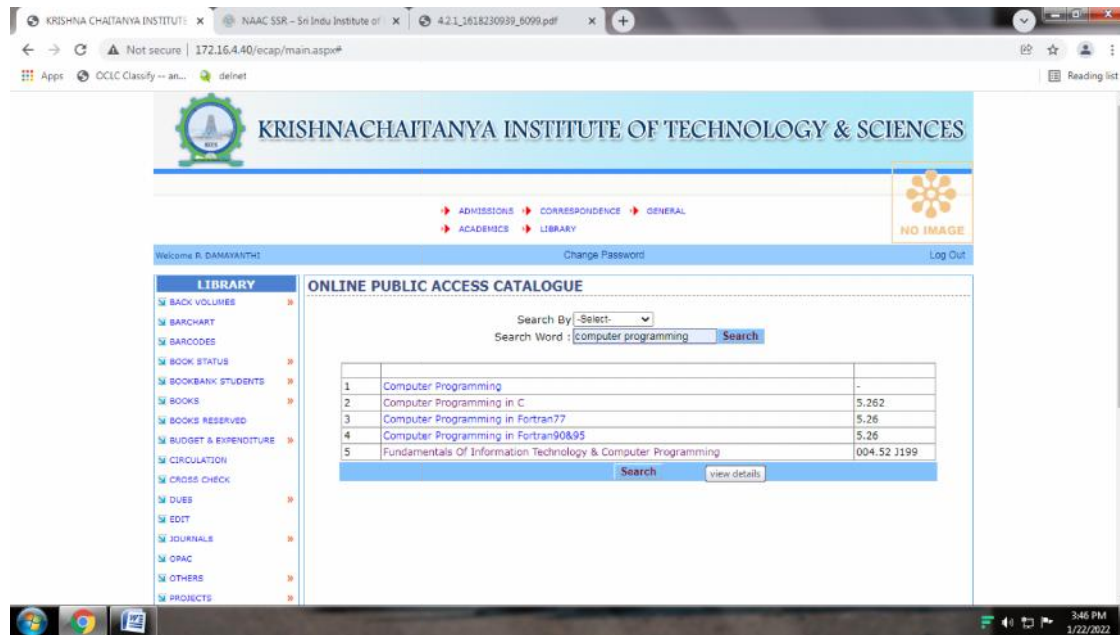 KRISHNA CHAITANYA INSTITUTE
NAAC SSR – Sri Indu Institute of
4.2.1_1618230939_6099.pdf
Not secure | 172.16.4.40/ecap/main.aspx#
Apps
OCLC Classify -- an...
delnet
Reading list
KRISHNACHAITANYA INSTITUTE OF TECHNOLOGY & SCIENCES
ADMISSIONS CORRESPONDENCE GENERAL
ACADEMICS LIBRARY
NO IMAGE
Welcome R. DAMAYANTHI
Change Password
Log Out
LIBRARY
BACK VOLUMES
BARCHART
BARCODES
BOOK STATUS
BOOKBANK STUDENTS
BOOKS
BOOKS RESERVED
BUDGET & EXPENDITURE
CIRCULATION
CROSS CHECK
DUES
EDIT
JOURNALS
OPAC
OTHERS
PROJECTS
ONLINE PUBLIC ACCESS CATALOGUE
Search By -Select-
Search Word : computer programming Search
1 Computer Programming -
2 Computer Programming in C 5.262
3 Computer Programming in Fortran77 5.26
4 Computer Programming in Fortran90&95 5.26
5 Fundamentals Of Information Technology & Computer Programming 004.52 J199
Search view details
3:46 PM
1/22/2022